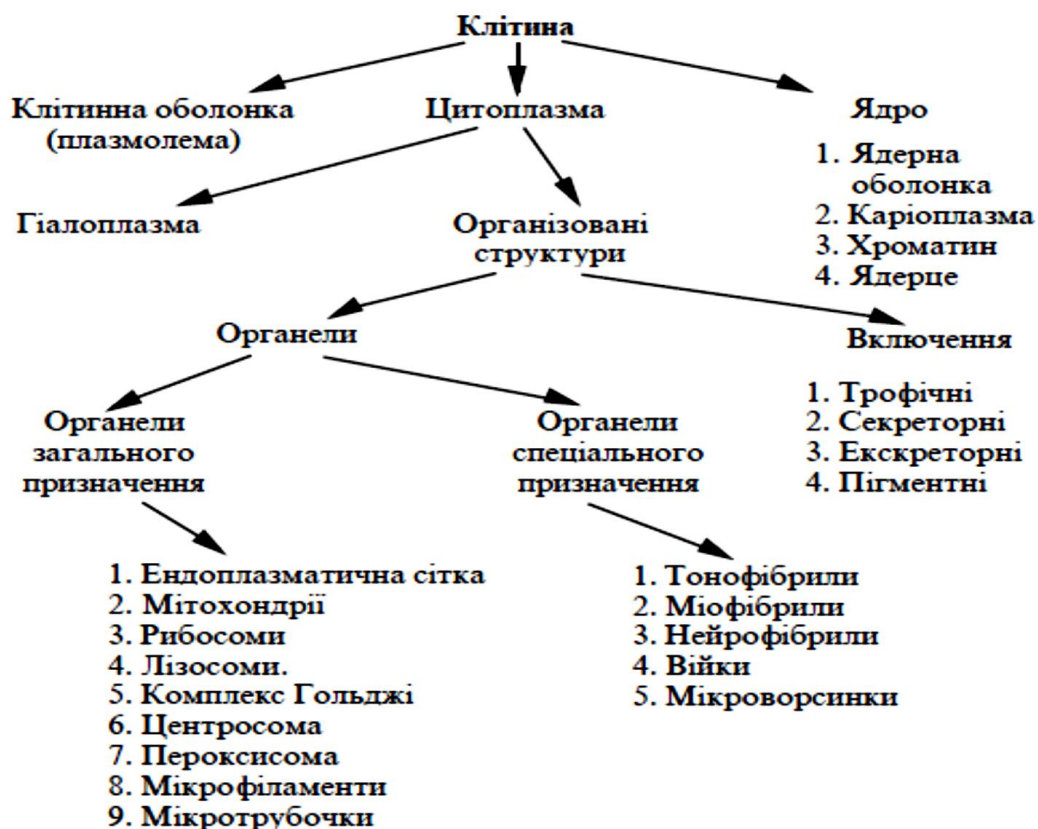 Клітина
Клітинна оболонка
(плазмолема)
Цитоплазма
Ядро
1. Ядерна
оболонка
2. Каріоплазма
3. Хроматин
4. Ядерце
Гіалоплазма
Організовані
структури
Органели
Включення
1. Трофічні
2. Секреторні
3. Екскреторні
4. Пігментні
Органели
загального
призначення
Органели
спеціального
призначення
1. Ендоплазматична сітка
2. Мітохондрії
3. Рибосоми
4. Лізосоми.
5. Комплекс Гольджі
6. Центросома
7. Пероксисома
8. Мікрофіламенти
9. Мікротрубочки
1. Тонофібрили
2. Міофібрили
3. Нейрофібрили
4. Війки
5. Мікроворсинки